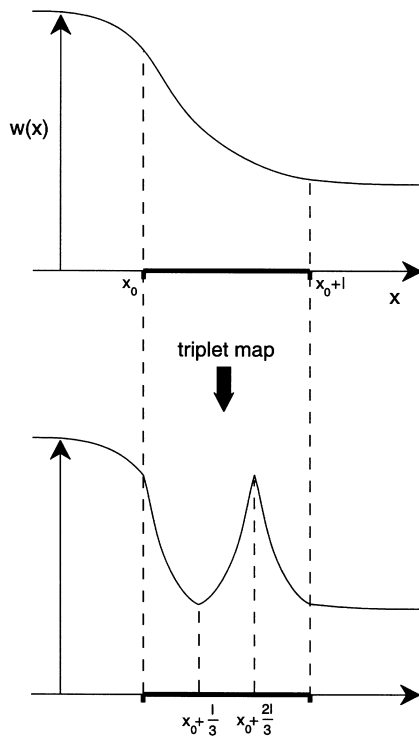 w(x)
x₀
x₀+l
x
triplet map
x₀+ l/3
x₀+ 2l/3